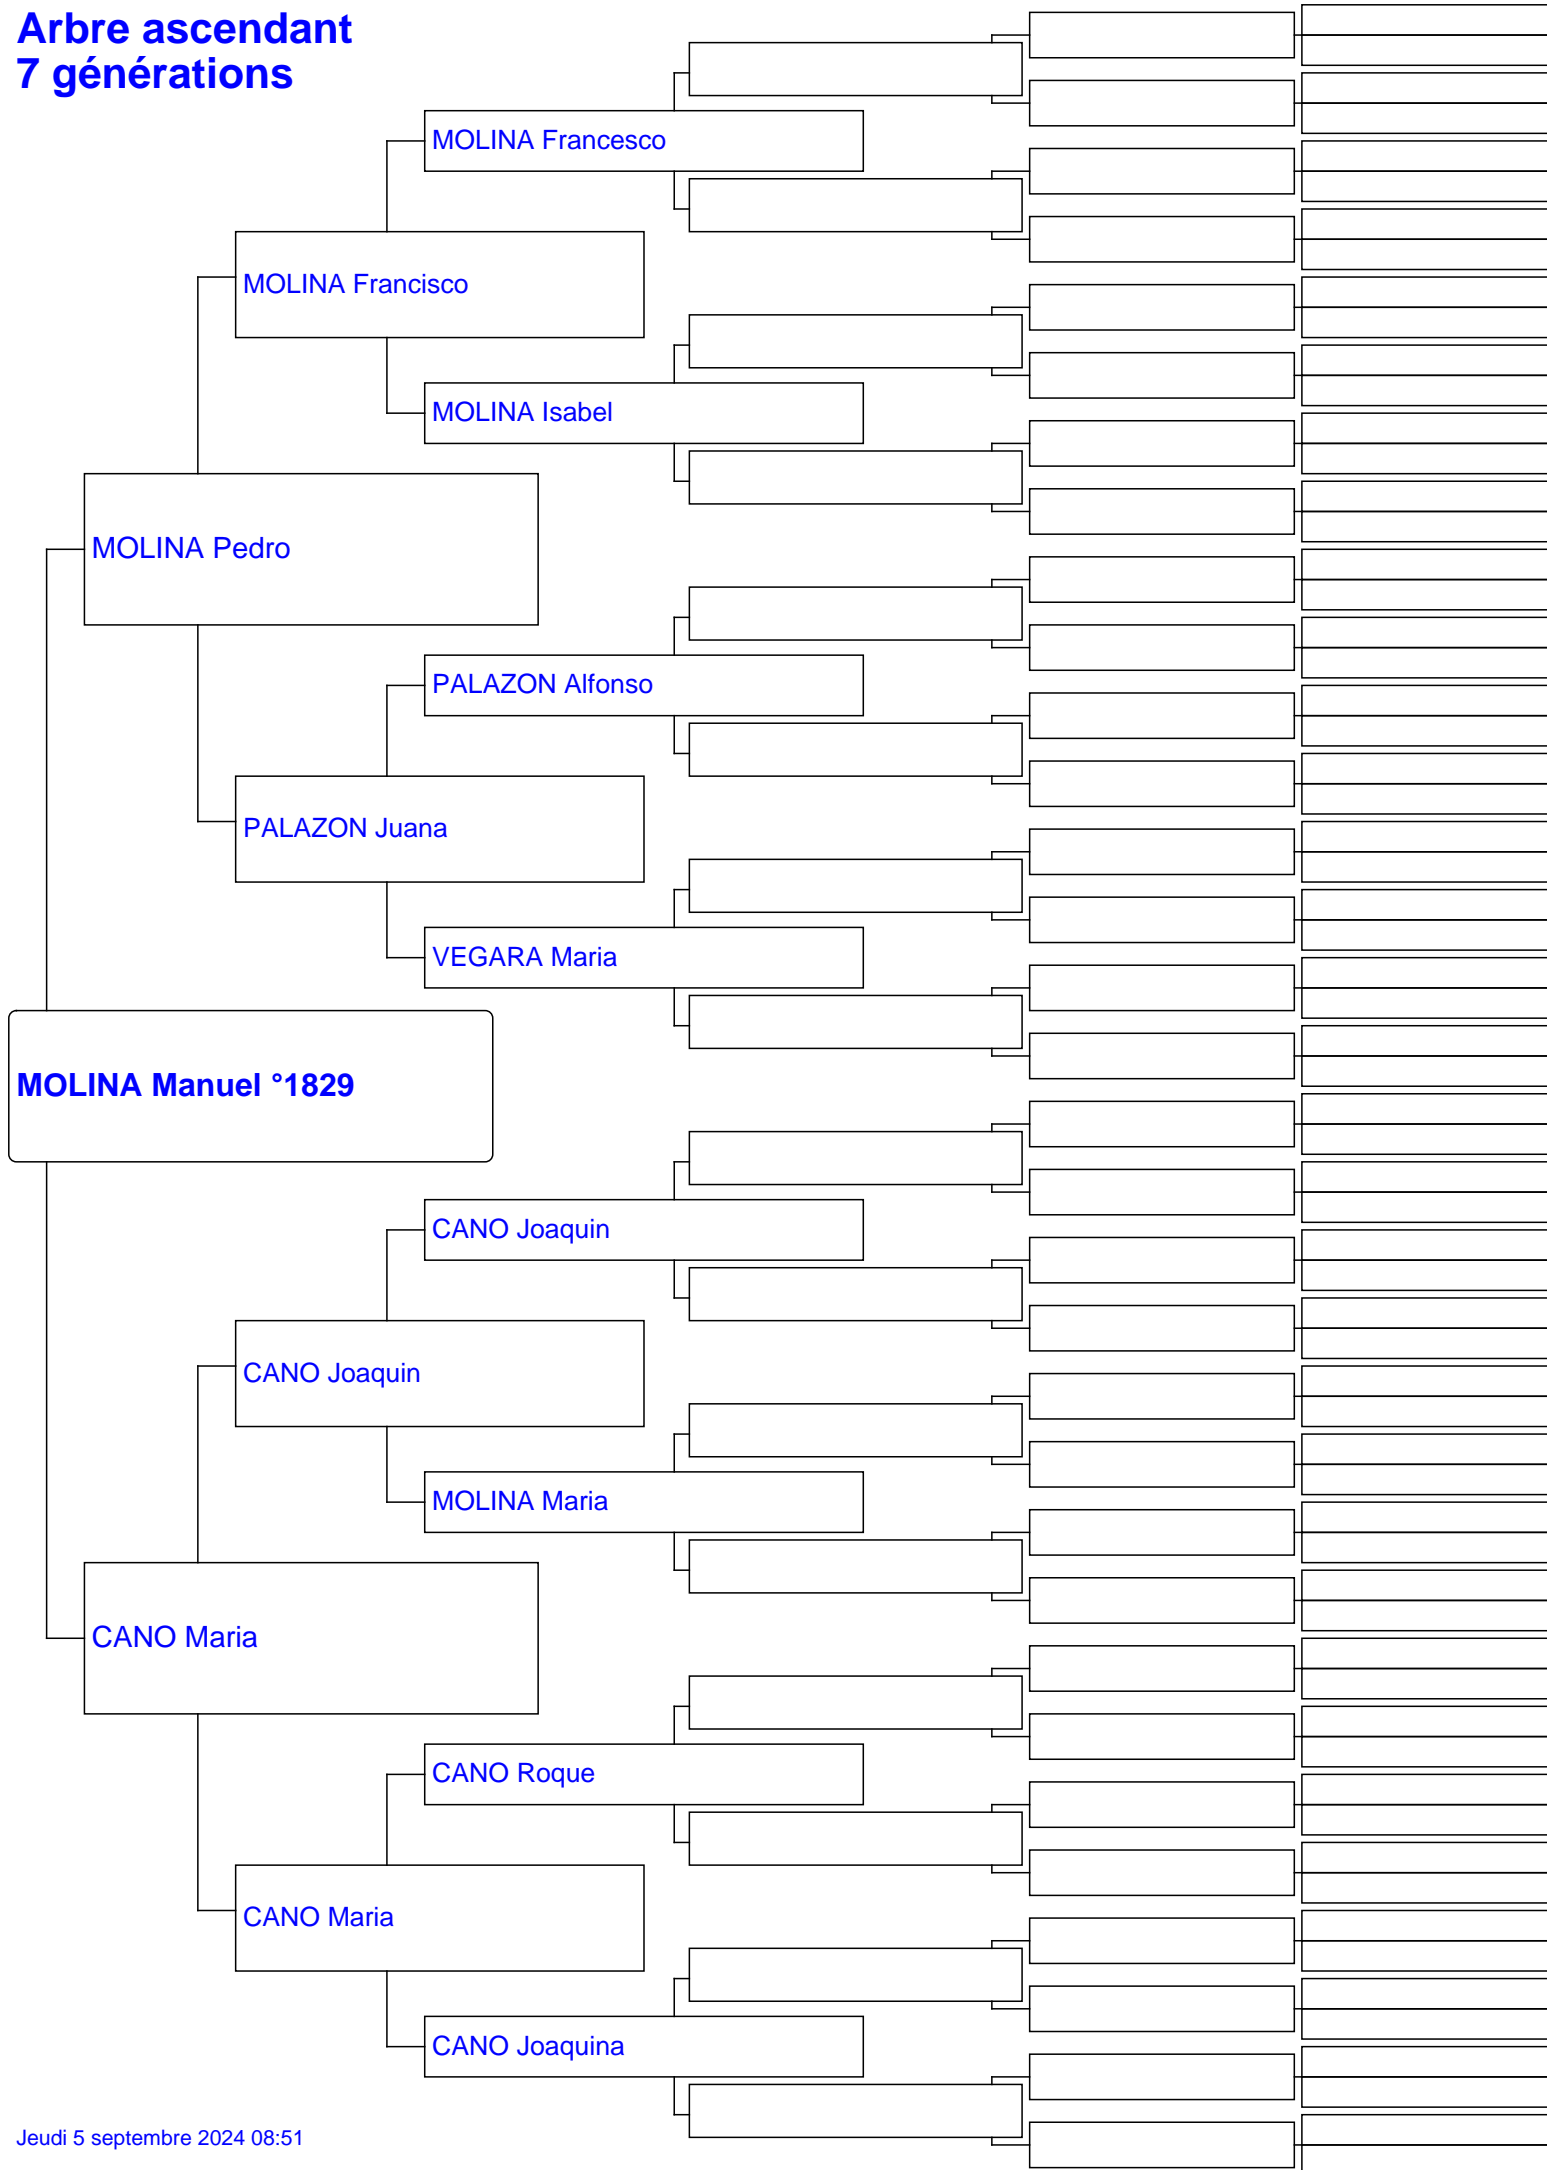 Arbre ascendant
7 générations
MOLINA Francesco
MOLINA Francisco
MOLINA Isabel
MOLINA Pedro
PALAZON Alfonso
PALAZON Juana
VEGARA Maria
MOLINA Manuel °1829
CANO Joaquin
CANO Joaquin
MOLINA Maria
CANO Maria
CANO Roque
CANO Maria
CANO Joaquina
Jeudi 5 septembre 2024 08:51